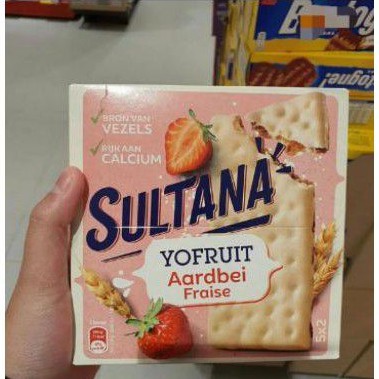 BRON VAN
VEZELS
RIJK AAN
CALCIUM
SULTANA
YOFRUIT
Aardbei
Fraise
5x2